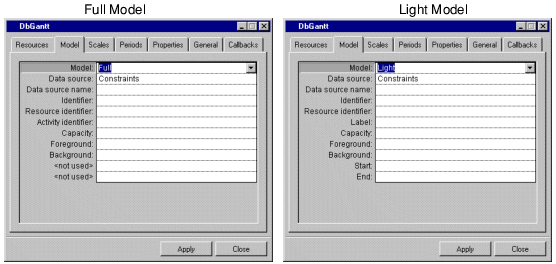 Full Model
DbGantt
Resources Model Scales Periods Properties General Callbacks
Model: Full
Data source: Constraints
Data source name:
Identifier:
Resource identifier:
Activity identifier:
Capacity:
Foreground:
Background:
<not used>
<not used>
Apply Close
Light Model
DbGantt
Resources Model Scales Periods Properties General Callbacks
Model: Light
Data source: Constraints
Data source name:
Identifier:
Resource identifier:
Label:
Capacity:
Foreground:
Background:
Start:
End:
Apply Close